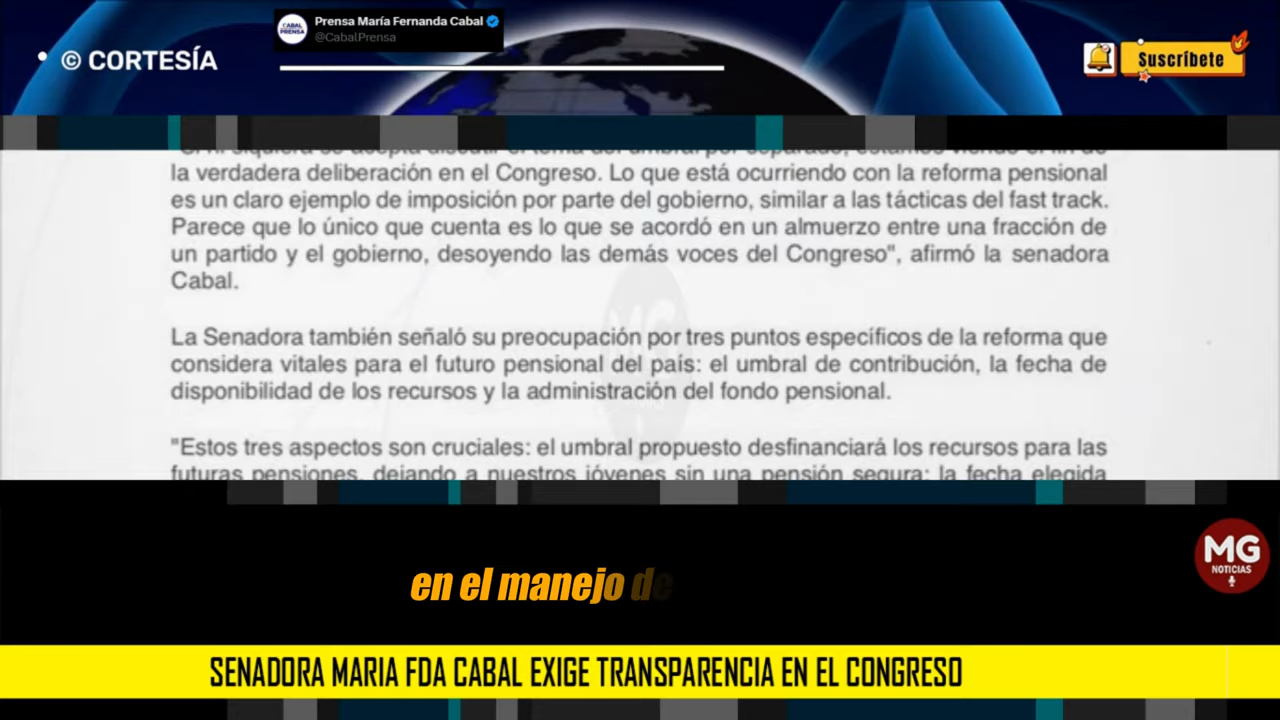 Prensa María Fernanda Cabal
@CabalPrensa
CABAL
PRENSA
© CORTESÍA
Suscríbete
la verdadera deliberación en el Congreso. Lo que está ocurriendo con la reforma pensional
es un claro ejemplo de imposición por parte del gobierno, similar a las tácticas del fast track.
Parece que lo único que cuenta es lo que se acordó en un almuerzo entre una fracción de
un partido y el gobierno, desoyendo las demás voces del Congreso", afirmó la senadora
Cabal.
La Senadora también señaló su preocupación por tres puntos específicos de la reforma que
considera vitales para el futuro pensional del país: el umbral de contribución, la fecha de
disponibilidad de los recursos y la administración del fondo pensional.
"Estos tres aspectos son cruciales: el umbral propuesto desfinanciará los recursos para las
futuras pensiones, dejando a nuestros jóvenes sin una pensión segura; la fecha elegida
en el manejo de
MG
NOTICIAS
SENADORA MARIA FDA CABAL EXIGE TRANSPARENCIA EN EL CONGRESO